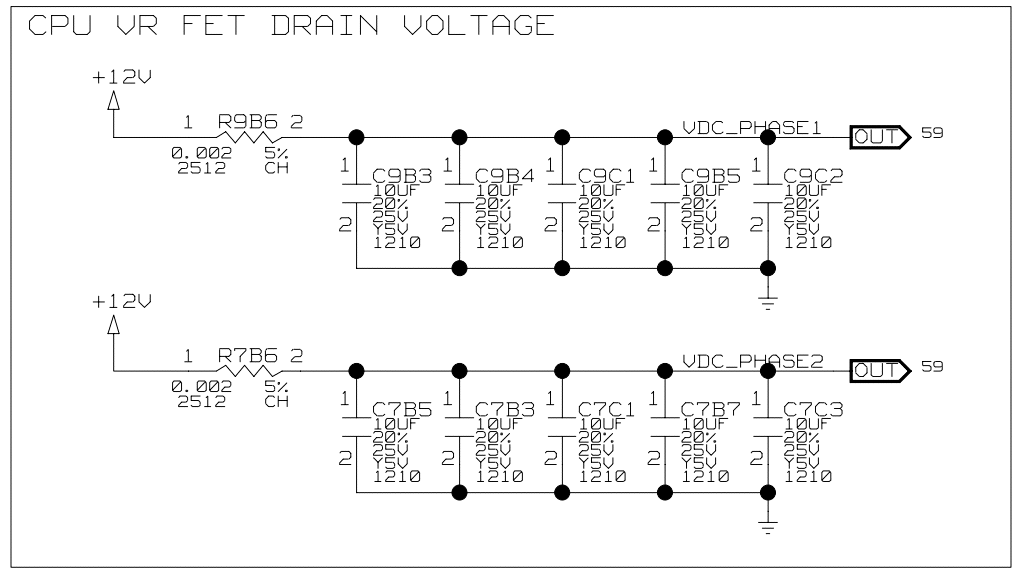 CPU VR FET DRAIN VOLTAGE
+12V
1 R9B6 2
0.002 5%
2512 CH
VDC_PHASE1
OUT 59
1 1 1 1 1
C9B3 C9B4 C9C1 C9B5 C9C2
10UF 10UF 10UF 10UF 10UF
20% 20% 20% 20% 20%
25V 25V 25V 25V 25V
2 Y5V 2 Y5V 2 Y5V 2 Y5V 2 Y5V
1210 1210 1210 1210 1210
+12V
1 R7B6 2
0.002 5%
2512 CH
VDC_PHASE2
OUT 59
1 1 1 1 1
C7B5 C7B3 C7C1 C7B7 C7C3
10UF 10UF 10UF 10UF 10UF
20% 20% 20% 20% 20%
25V 25V 25V 25V 25V
2 Y5V 2 Y5V 2 Y5V 2 Y5V 2 Y5V
1210 1210 1210 1210 1210